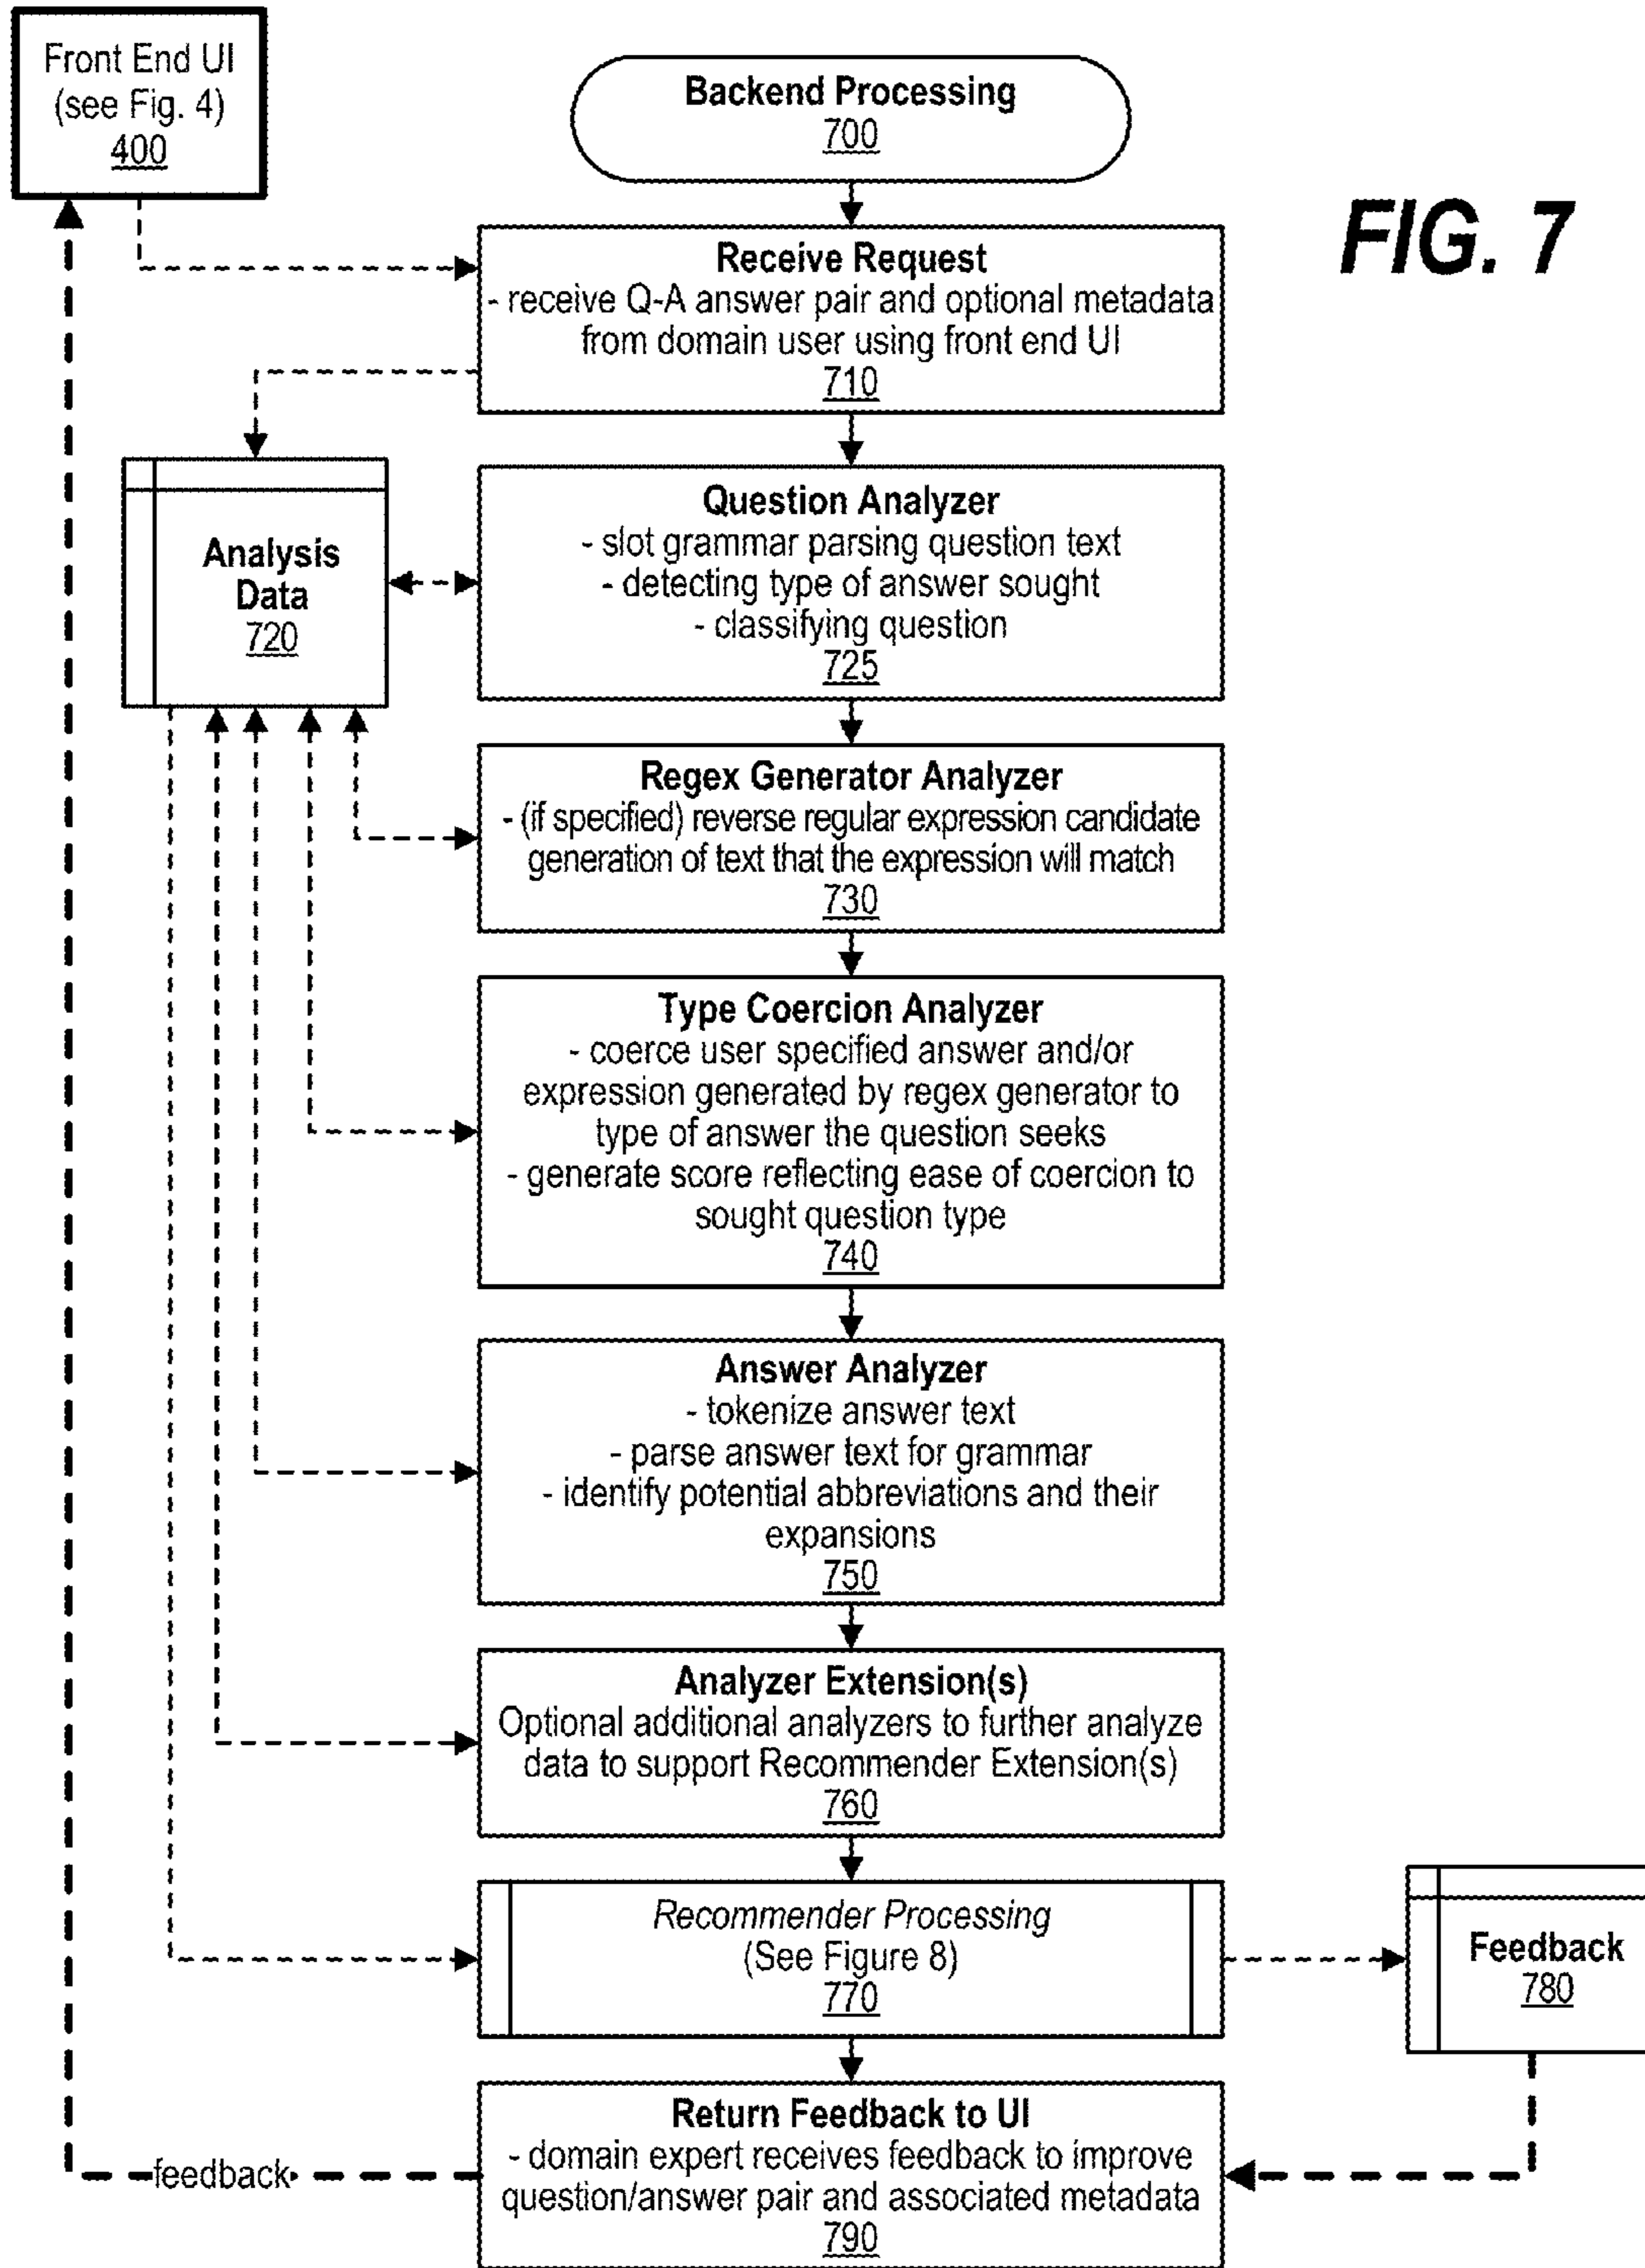 Front End UI
(see Fig. 4)
400
Backend Processing
700
FIG. 7
Receive Request
- receive Q-A answer pair and optional metadata
from domain user using front end UI
710
Analysis
Data
720
Question Analyzer
- slot grammar parsing question text
- detecting type of answer sought
- classifying question
725
Regex Generator Analyzer
- (if specified) reverse regular expression candidate
generation of text that the expression will match
730
Type Coercion Analyzer
- coerce user specified answer and/or
expression generated by regex generator to
type of answer the question seeks
- generate score reflecting ease of coercion to
sought question type
740
Answer Analyzer
- tokenize answer text
- parse answer text for grammar
- identify potential abbreviations and their
expansions
750
Analyzer Extension(s)
Optional additional analyzers to further analyze
data to support Recommender Extension(s)
760
Recommender Processing
(See Figure 8)
770
Feedback
780
Return Feedback to UI
- domain expert receives feedback to improve
question/answer pair and associated metadata
790
feedback